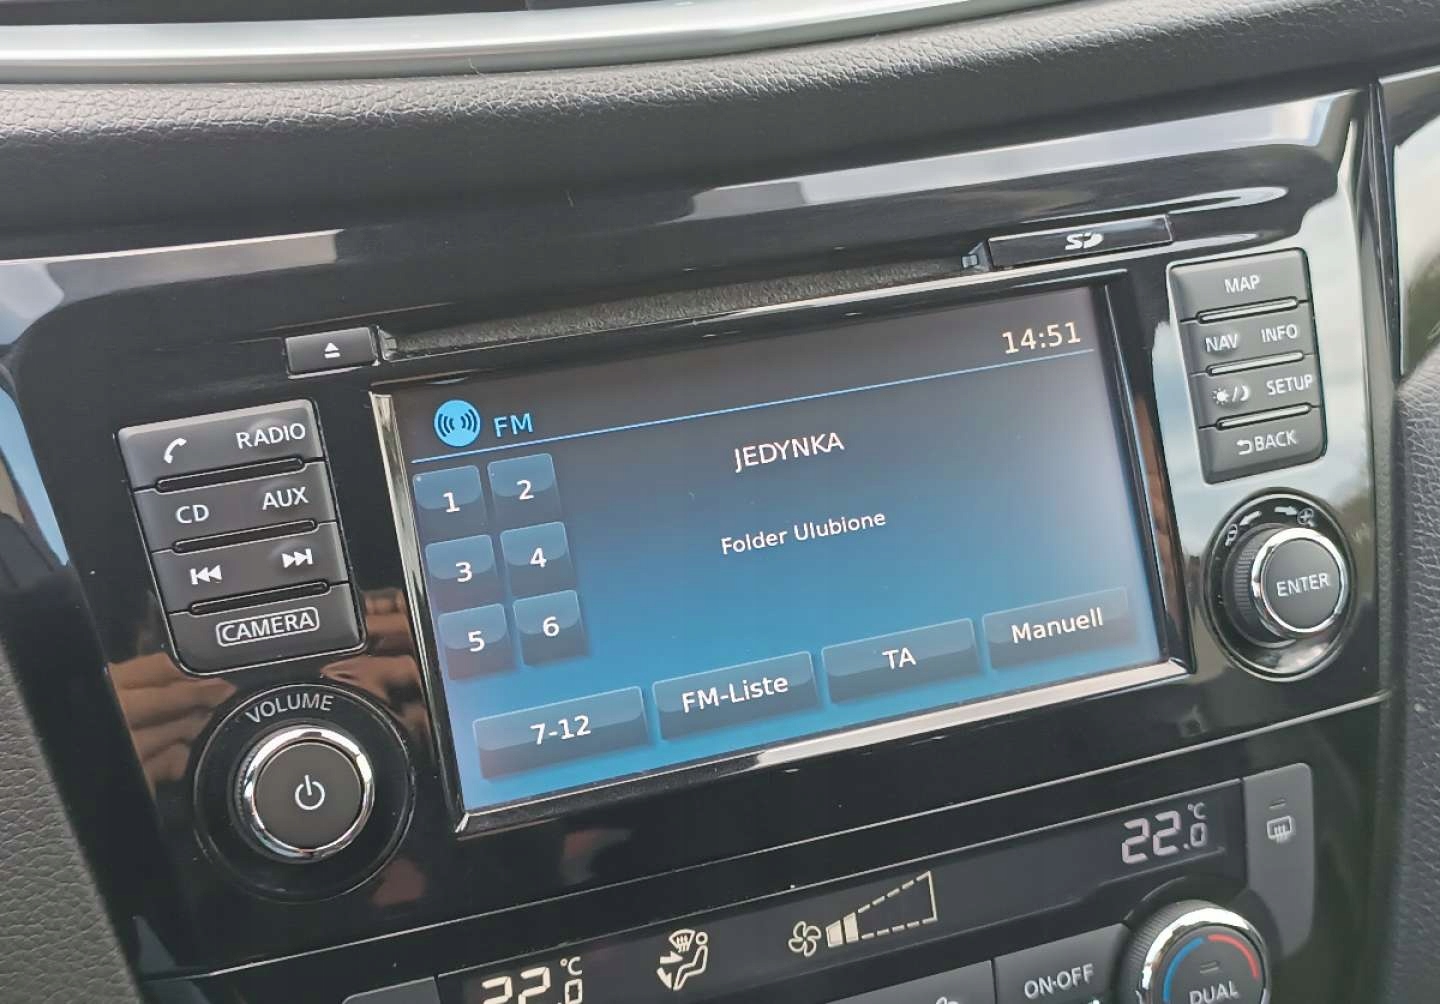 SD
MAP
14:51
NAV INFO
FM
SETUP
RADIO
JEDYNKA
BACK
1 2
CD AUX
Folder Ulubione
3 4
ENTER
CAMERA
5 6
Manuell
TA
FM-Liste
7-12
VOLUME
22.0 °C
22.0 °C
ON·OFF
DUAL